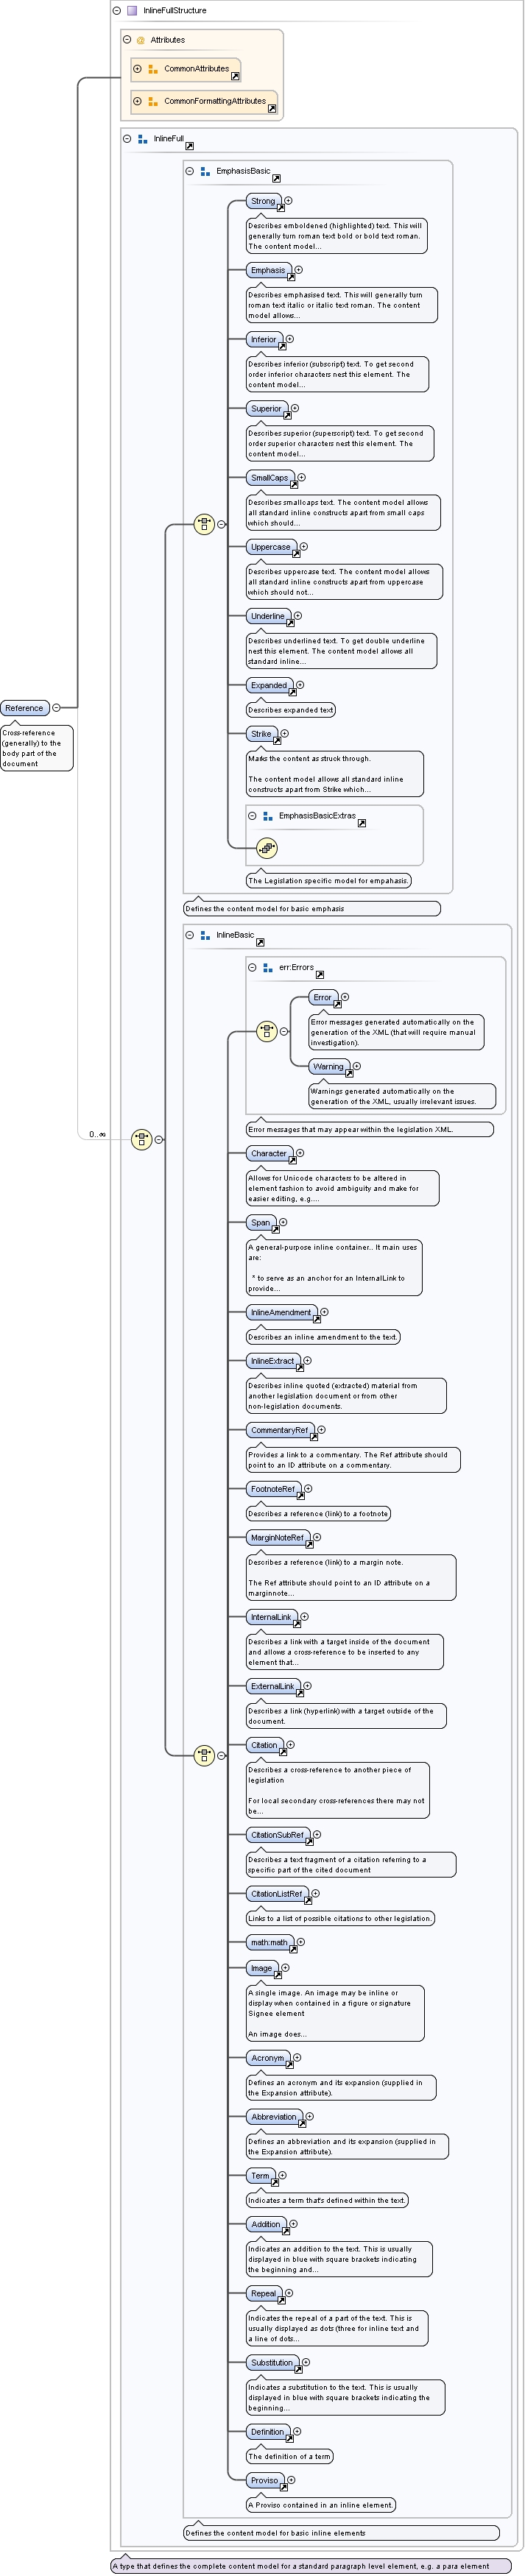 InlineFullStructure
@ Attributes
CommonAttributes
CommonFormattingAttributes
InlineFull
EmphasisBasic
Strong
Describes emboldened (highlighted) text. This will
generally turn roman text bold or bold text roman.
The content model...
Emphasis
Describes emphasised text. This will generally turn
roman text italic or italic text roman. The content
model allows...
Inferior
Describes inferior (subscript) text. To get second
order inferior characters nest this element. The
content model...
Superior
Describes superior (superscript) text. To get second
order superior characters nest this element. The
content model...
SmallCaps
Describes smallcaps text. The content model allows
all standard inline constructs apart from small caps
which should...
Uppercase
Describes uppercase text. The content model allows
all standard inline constructs apart from uppercase
which should not...
Underline
Describes underlined text. To get double underline
nest this element. The content model allows all
standard inline...
Expanded
Describes expanded text
Reference
Cross-reference
(generally) to the
body part of the
document
Strike
Marks the content as struck through.
The content model allows all standard inline
constructs apart from Strike which...
EmphasisBasicExtras
The Legislation specific model for empahasis.
Defines the content model for basic emphasis
InlineBasic
err:Errors
Error
Error messages generated automatically on the
generation of the XML (that will require manual
investigation).
Warning
Warnings generated automatically on the
generation of the XML, usually irrelevant issues.
Error messages that may appear within the legislation XML.
0..∞
Character
Allows for Unicode characters to be altered in
element fashion to avoid ambiguity and make for
easier editing, e.g....
Span
A general-purpose inline container.. It main uses
are:
* to serve as an anchor for an InternalLink to
provide...
InlineAmendment
Describes an inline amendment to the text.
InlineExtract
Describes inline quoted (extracted) material from
another legislation document or from other
non-legislation documents.
CommentaryRef
Provides a link to a commentary. The Ref attribute should
point to an ID attribute on a commentary.
FootnoteRef
Describes a reference (link) to a footnote
MarginNoteRef
Describes a reference (link) to a margin note.
The Ref attribute should point to an ID attribute on a
marginnote...
InternalLink
Describes a link with a target inside of the document
and allows a cross-reference to be inserted to any
element that...
ExternalLink
Describes a link (hyperlink) with a target outside of the
document.
Citation
Describes a cross-reference to another piece of
legislation
For local secondary cross-references there may not
be...
CitationSubRef
Describes a text fragment of a citation referring to a
specific part of the cited document
CitationListRef
Links to a list of possible citations to other legislation.
math:math
Image
A single image. An image may be inline or
display when contained in a figure or signature
Signee element
An image does...
Acronym
Defines an acronym and its expansion (supplied in
the Expansion attribute).
Abbreviation
Defines an abbreviation and its expansion (supplied in
the Expansion attribute).
Term
Indicates a term that's defined within the text.
Addition
Indicates an addition to the text. This is usually
displayed in blue with square brackets indicating
the beginning and...
Repeal
Indicates the repeal of a part of the text. This is
usually displayed as dots (three for inline text and
a line of dots...
Substitution
Indicates a substitution to the text. This is usually
displayed in blue with square brackets indicating the
beginning...
Definition
The definition of a term
Proviso
A Proviso contained in an inline element.
Defines the content model for basic inline elements
A type that defines the complete content model for a standard paragraph level element, e.g. a para element